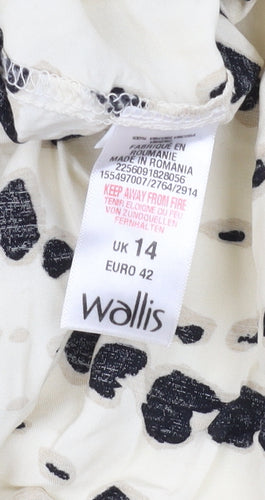 FABRIQUÉ EN
ROUMANIE
MADE IN ROMANIA
2256091828056
155497007/2764/2914
KEEP AWAY FROM FIRE
TENIR ELOIGNE DU FEU
VON ZUNDQUELLEN
FERNHALTEN
UK 14
EURO 42
wallis